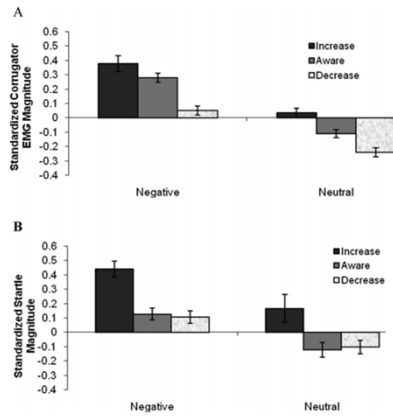 A
Standardized Corrugator
EMG Magnitude
0.6
0.5
0.4
0.3
0.2
0.1
0
-0.1
-0.2
-0.3
-0.4
Increase
Aware
Decrease
Negative
Neutral
B
Standardized Startle
Magnitude
0.6
0.5
0.4
0.3
0.2
0.1
0
-0.1
-0.2
-0.3
-0.4
Increase
Aware
Decrease
Negative
Neutral